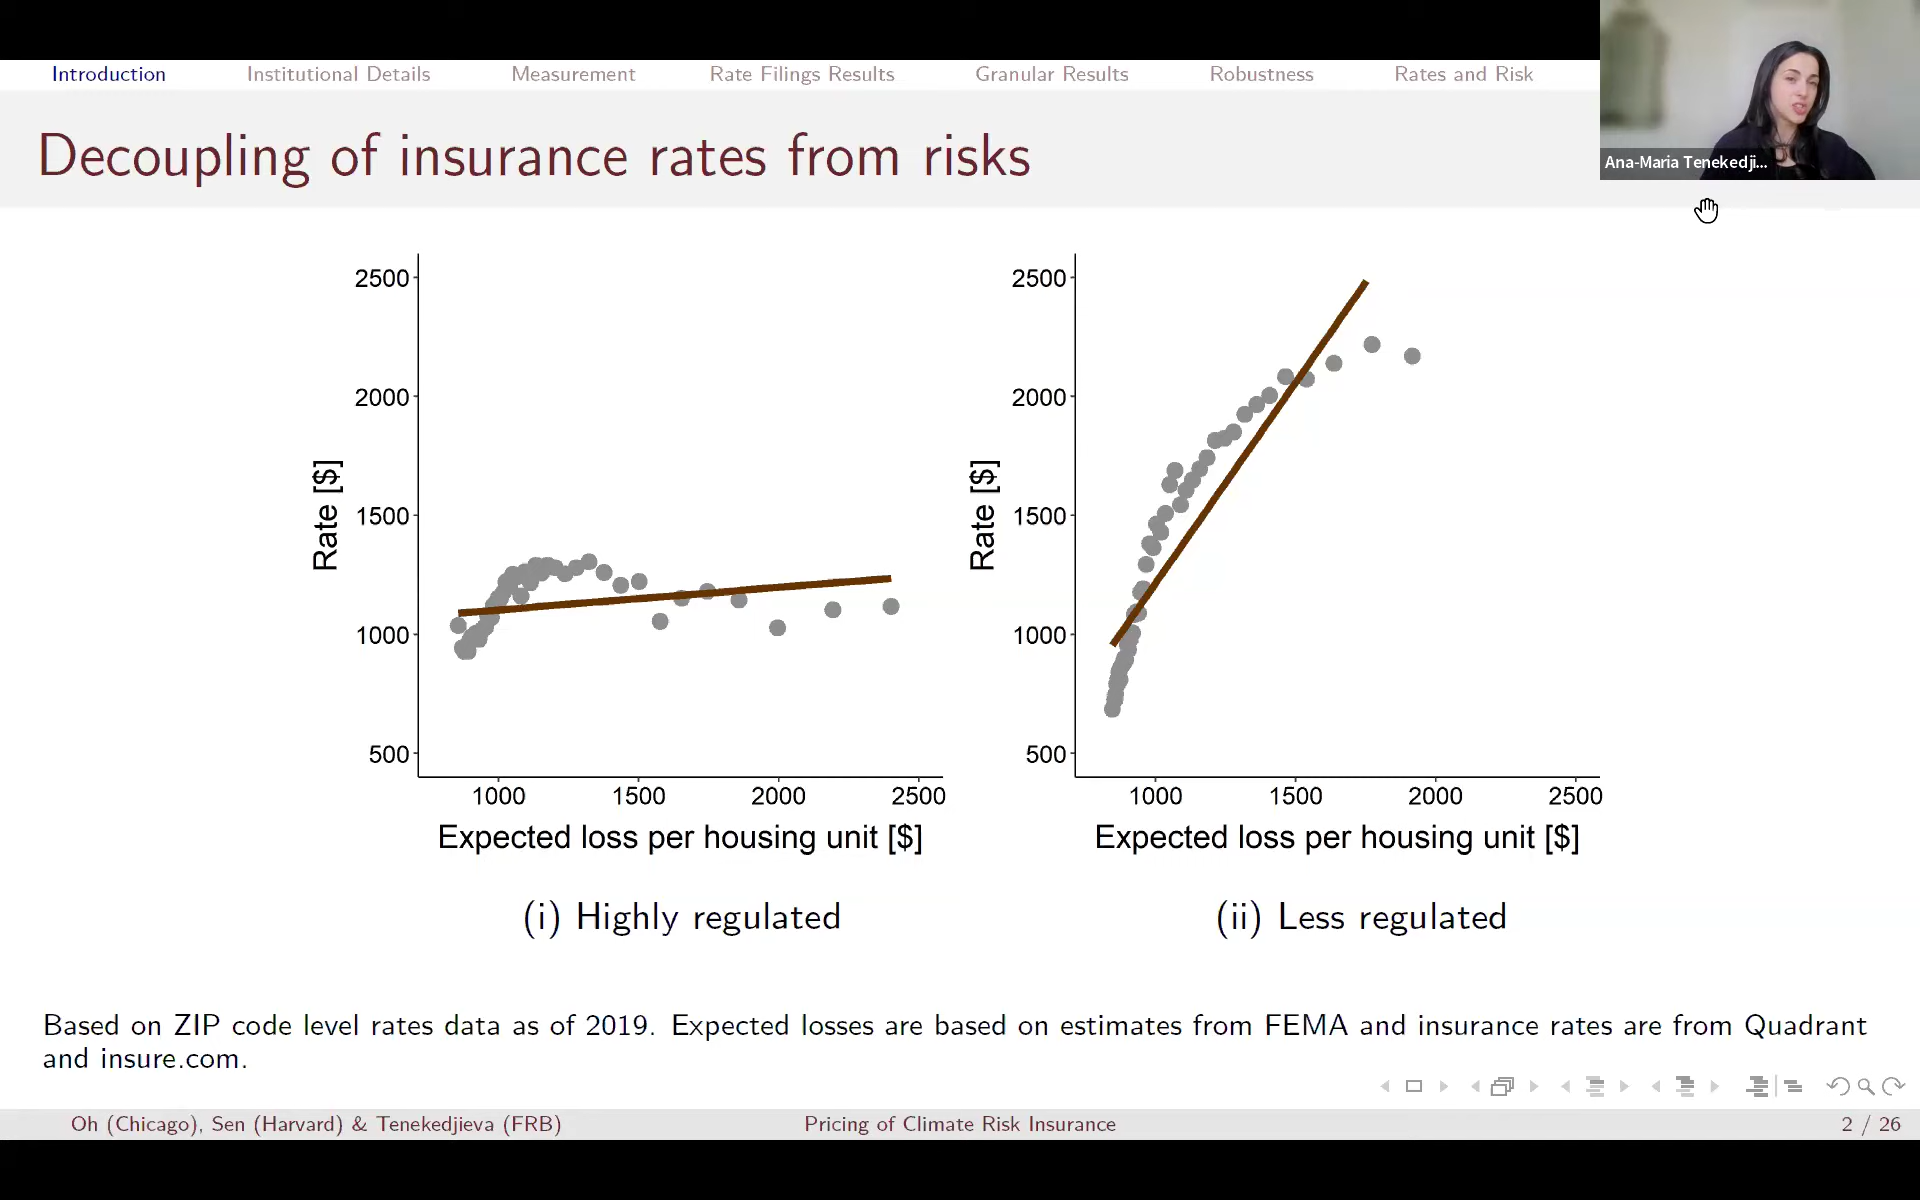 Introduction Institutional Details Measurement Rate Filings Results Granular Results Robustness Rates and Risk
Ana-Maria Tenekedji...
Decoupling of insurance rates from risks
2500
2000
1500
1000
500
Rate [$]
1000 1500 2000 2500
Expected loss per housing unit [$]
(i) Highly regulated
2500
2000
1500
1000
500
Rate [$]
1000 1500 2000 2500
Expected loss per housing unit [$]
(ii) Less regulated
Based on ZIP code level rates data as of 2019. Expected losses are based on estimates from FEMA and insurance rates are from Quadrant
and insure.com.
Oh (Chicago), Sen (Harvard) & Tenekedjieva (FRB) Pricing of Climate Risk Insurance 2 / 26